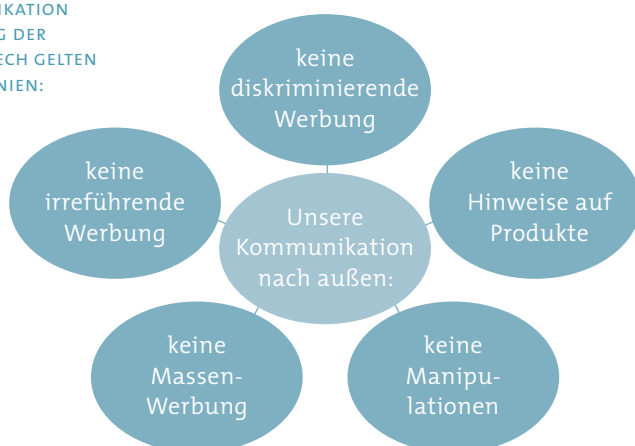 IKATION
G DER
ECH GELTEN
NIEN:
keine
diskriminierende
Werbung
keine
irreführende
Werbung
keine
Hinweise auf
Produkte
Unsere
Kommunikation
nach außen:
keine
Massen-
Werbung
keine
Manipu-
lationen